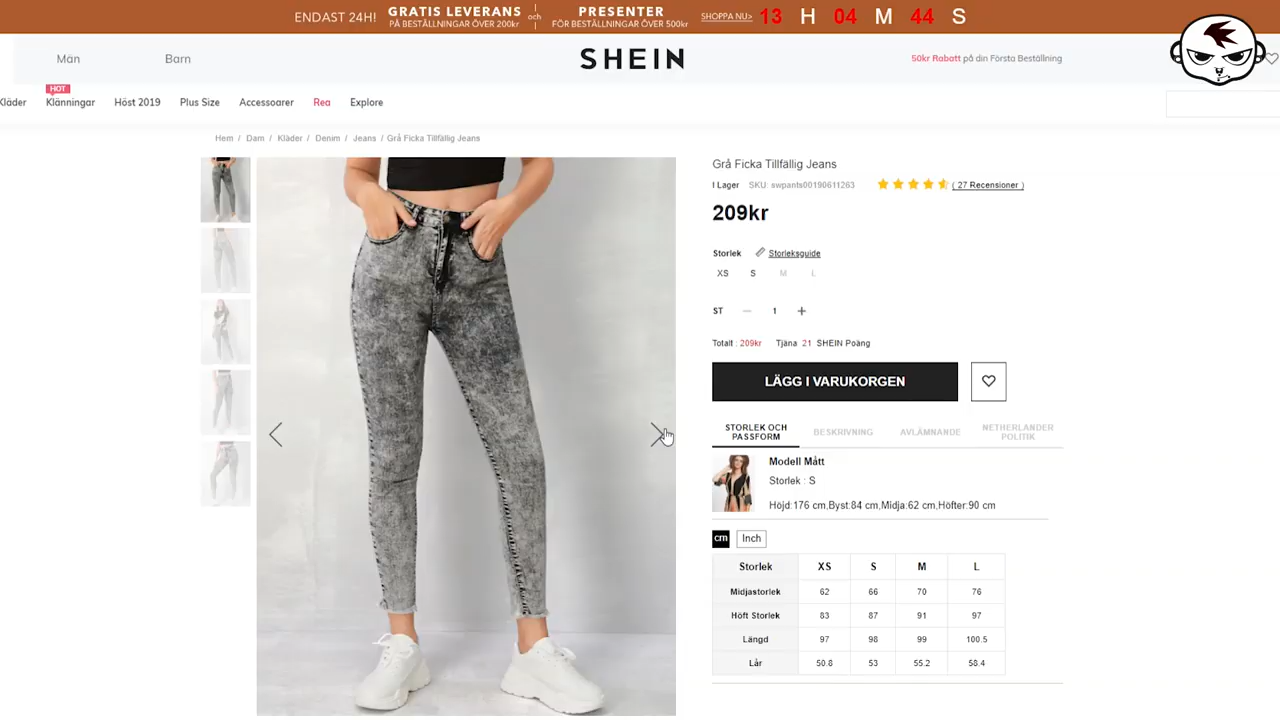 ENDAST 24H!
GRATIS LEVERANS
PÅ BESTÄLLNINGAR ÖVER 200kr
och
PRESENTER
FÖR BESTÄLLNINGAR ÖVER 500kr
SHOPPA NU>
13 H 04 M 44 S
Män Barn
SHEIN
50kr Rabatt på din Första Beställning
HOT
Kläder Klänningar Höst 2019 Plus Size Accessoarer Rea Explore
Hem / Dam / Kläder / Denim / Jeans / Grå Ficka Tillfällig Jeans
Grå Ficka Tillfällig Jeans
I Lager SKU: swpants00190611263 ( 27 Recensioner )
209kr
Storlek Storleksguide
XS S M L
ST − 1 +
Totalt : 209kr Tjäna 21 SHEIN Poäng
LÄGG I VARUKORGEN
STORLEK OCH PASSFORM
BESKRIVNING
AVLÄMNANDE
NETHERLANDER POLITIK
Modell Mått
Storlek : S
Höjd:176 cm,Byst:84 cm,Midja:62 cm,Höfter:90 cm
cm Inch
Storlek XS S M L
Midjastorlek 62 66 70 76
Höft Storlek 83 87 91 97
Längd 97 98 99 100.5
Lår 50.8 53 55.2 58.4